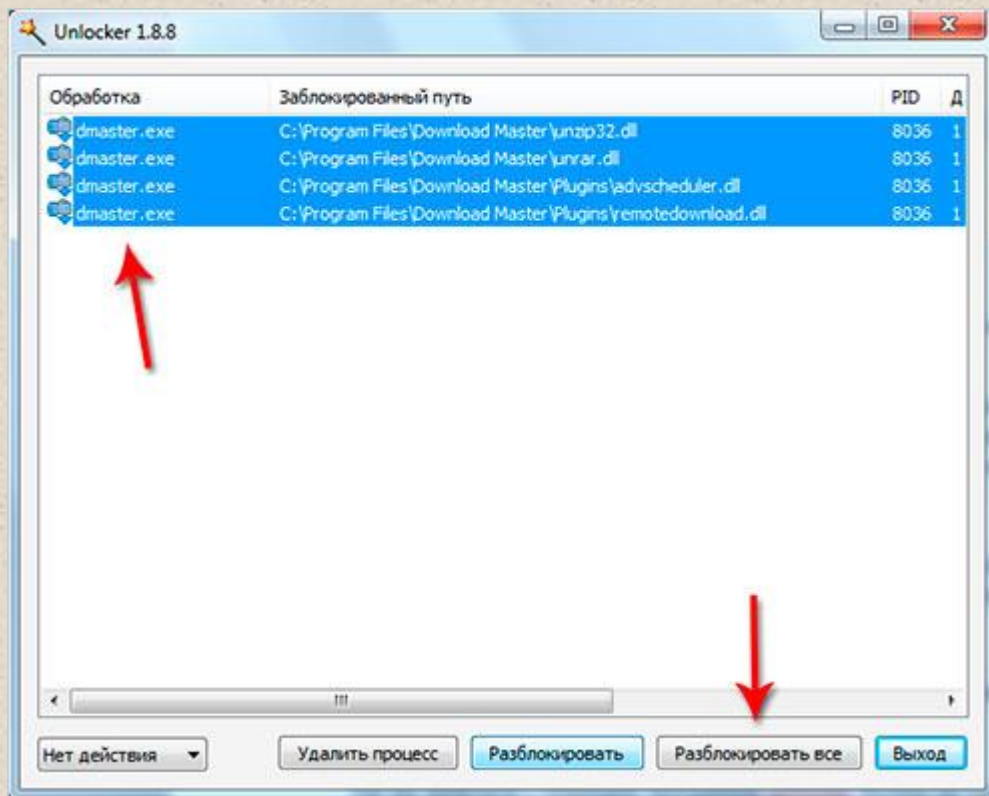 Unlocker 1.8.8
Обработка Заблокированный путь PID Д
dmaster.exe C:\Program Files\Download Master\unzip32.dll 8036 1
dmaster.exe C:\Program Files\Download Master\unrar.dll 8036 1
dmaster.exe C:\Program Files\Download Master\Plugins\advscheduler.dll 8036 1
dmaster.exe C:\Program Files\Download Master\Plugins\remotedownload.dll 8036 1
Нет действия Удалить процесс Разблокировать Разблокировать все Выход